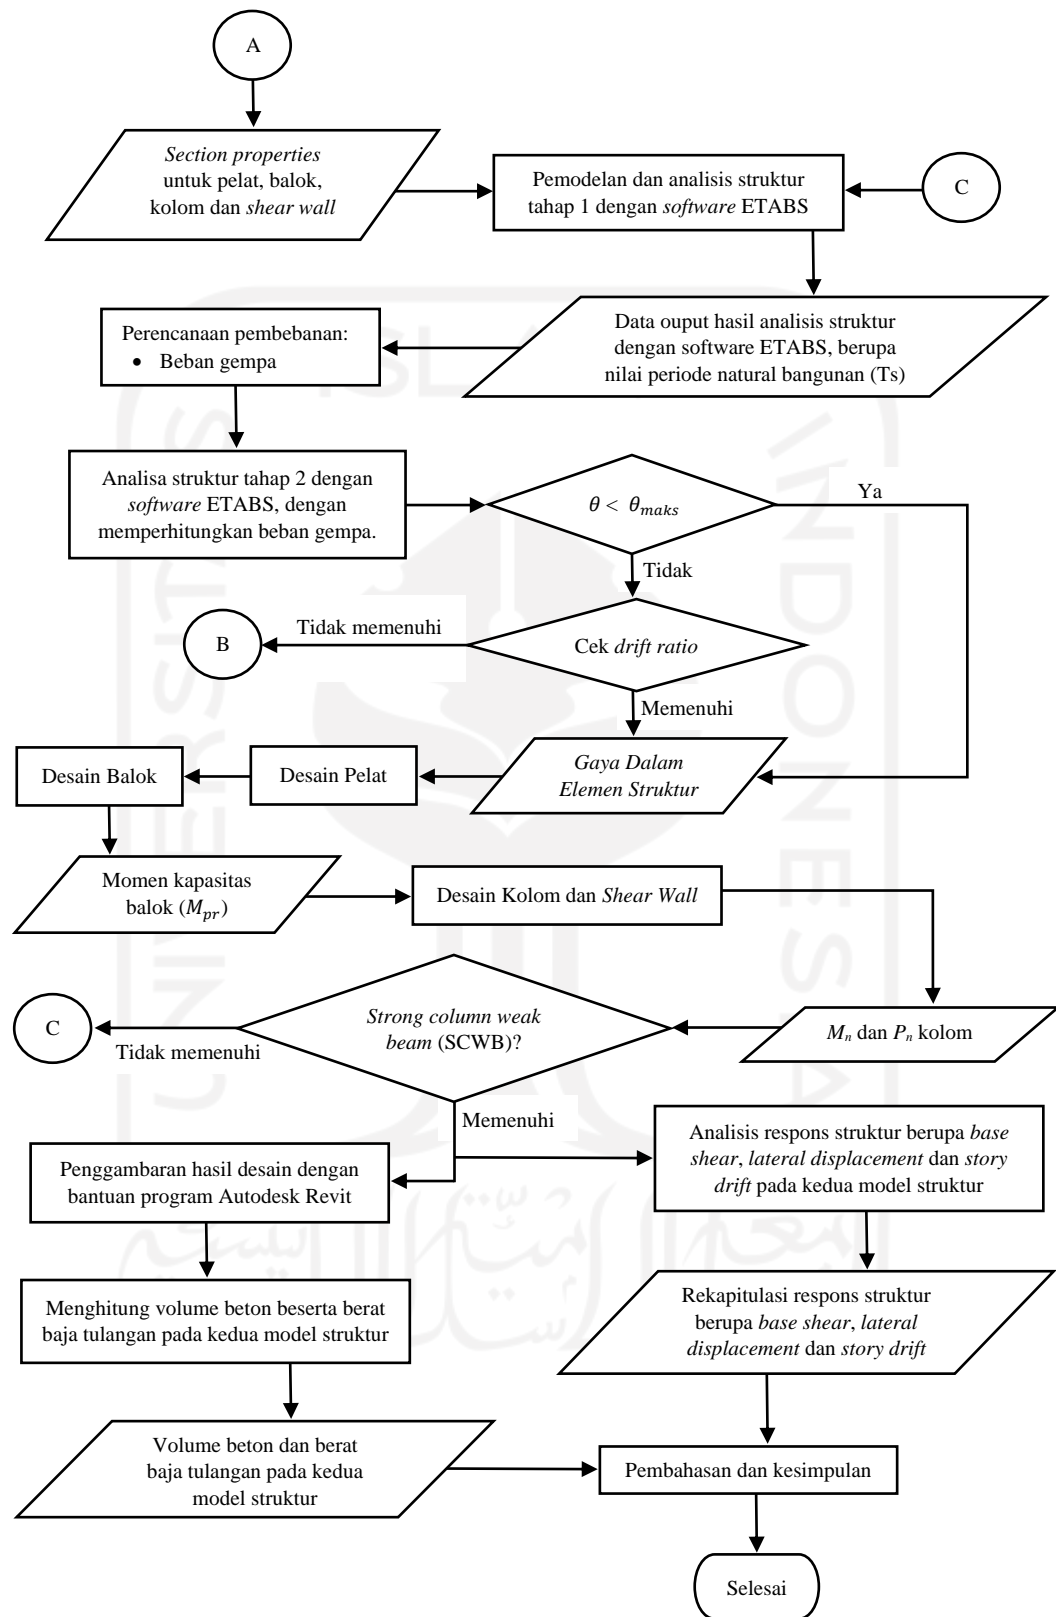 A
Section properties
untuk pelat, balok,
kolom dan shear wall
Pemodelan dan analisis struktur
tahap 1 dengan software ETABS
C
Data ouput hasil analisis struktur
dengan software ETABS, berupa
nilai periode natural bangunan (Ts)
Perencanaan pembebanan:
• Beban gempa
Analisa struktur tahap 2 dengan
software ETABS, dengan
memperhitungkan beban gempa.
θ < θmaks
Ya
Tidak
Cek drift ratio
Tidak memenuhi
B
Memenuhi
Gaya Dalam
Elemen Struktur
Desain Pelat
Desain Balok
Momen kapasitas
balok (Mpr)
Desain Kolom dan Shear Wall
Mn dan Pn kolom
Strong column weak
beam (SCWB)?
C
Tidak memenuhi
Memenuhi
Penggambaran hasil desain dengan
bantuan program Autodesk Revit
Analisis respons struktur berupa base
shear, lateral displacement dan story
drift pada kedua model struktur
Menghitung volume beton beserta berat
baja tulangan pada kedua model struktur
Rekapitulasi respons struktur
berupa base shear, lateral
displacement dan story drift
Volume beton dan berat
baja tulangan pada kedua
model struktur
Pembahasan dan kesimpulan
Selesai